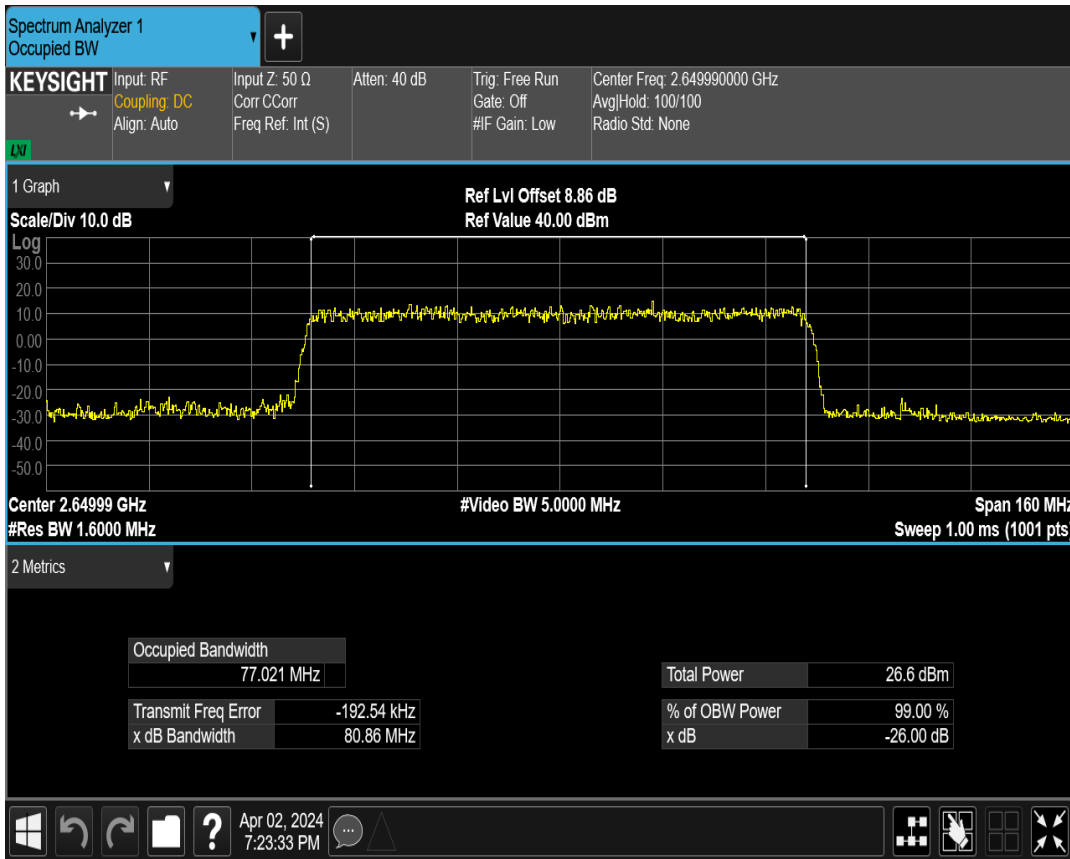 Spectrum Analyzer 1
Occupied BW
+
KEYSIGHT
LXI
Input: RF
Coupling: DC
Align: Auto
Input Z: 50 Ω
Corr CCorr
Freq Ref: Int (S)
Atten: 40 dB
Trig: Free Run
Gate: Off
#IF Gain: Low
Center Freq: 2.649990000 GHz
Avg|Hold: 100/100
Radio Std: None
1 Graph
Ref Lvl Offset 8.86 dB
Scale/Div 10.0 dB
Ref Value 40.00 dBm
Log
30.0
20.0
10.0
0.00
-10.0
-20.0
-30.0
-40.0
-50.0
Center 2.64999 GHz
#Video BW 5.0000 MHz
Span 160 MHz
#Res BW 1.6000 MHz
Sweep 1.00 ms (1001 pts)
2 Metrics
Occupied Bandwidth
77.021 MHz
Total Power 26.6 dBm
Transmit Freq Error -192.54 kHz
% of OBW Power 99.00 %
x dB Bandwidth 80.86 MHz
x dB -26.00 dB
?
Apr 02, 2024
7:23:33 PM